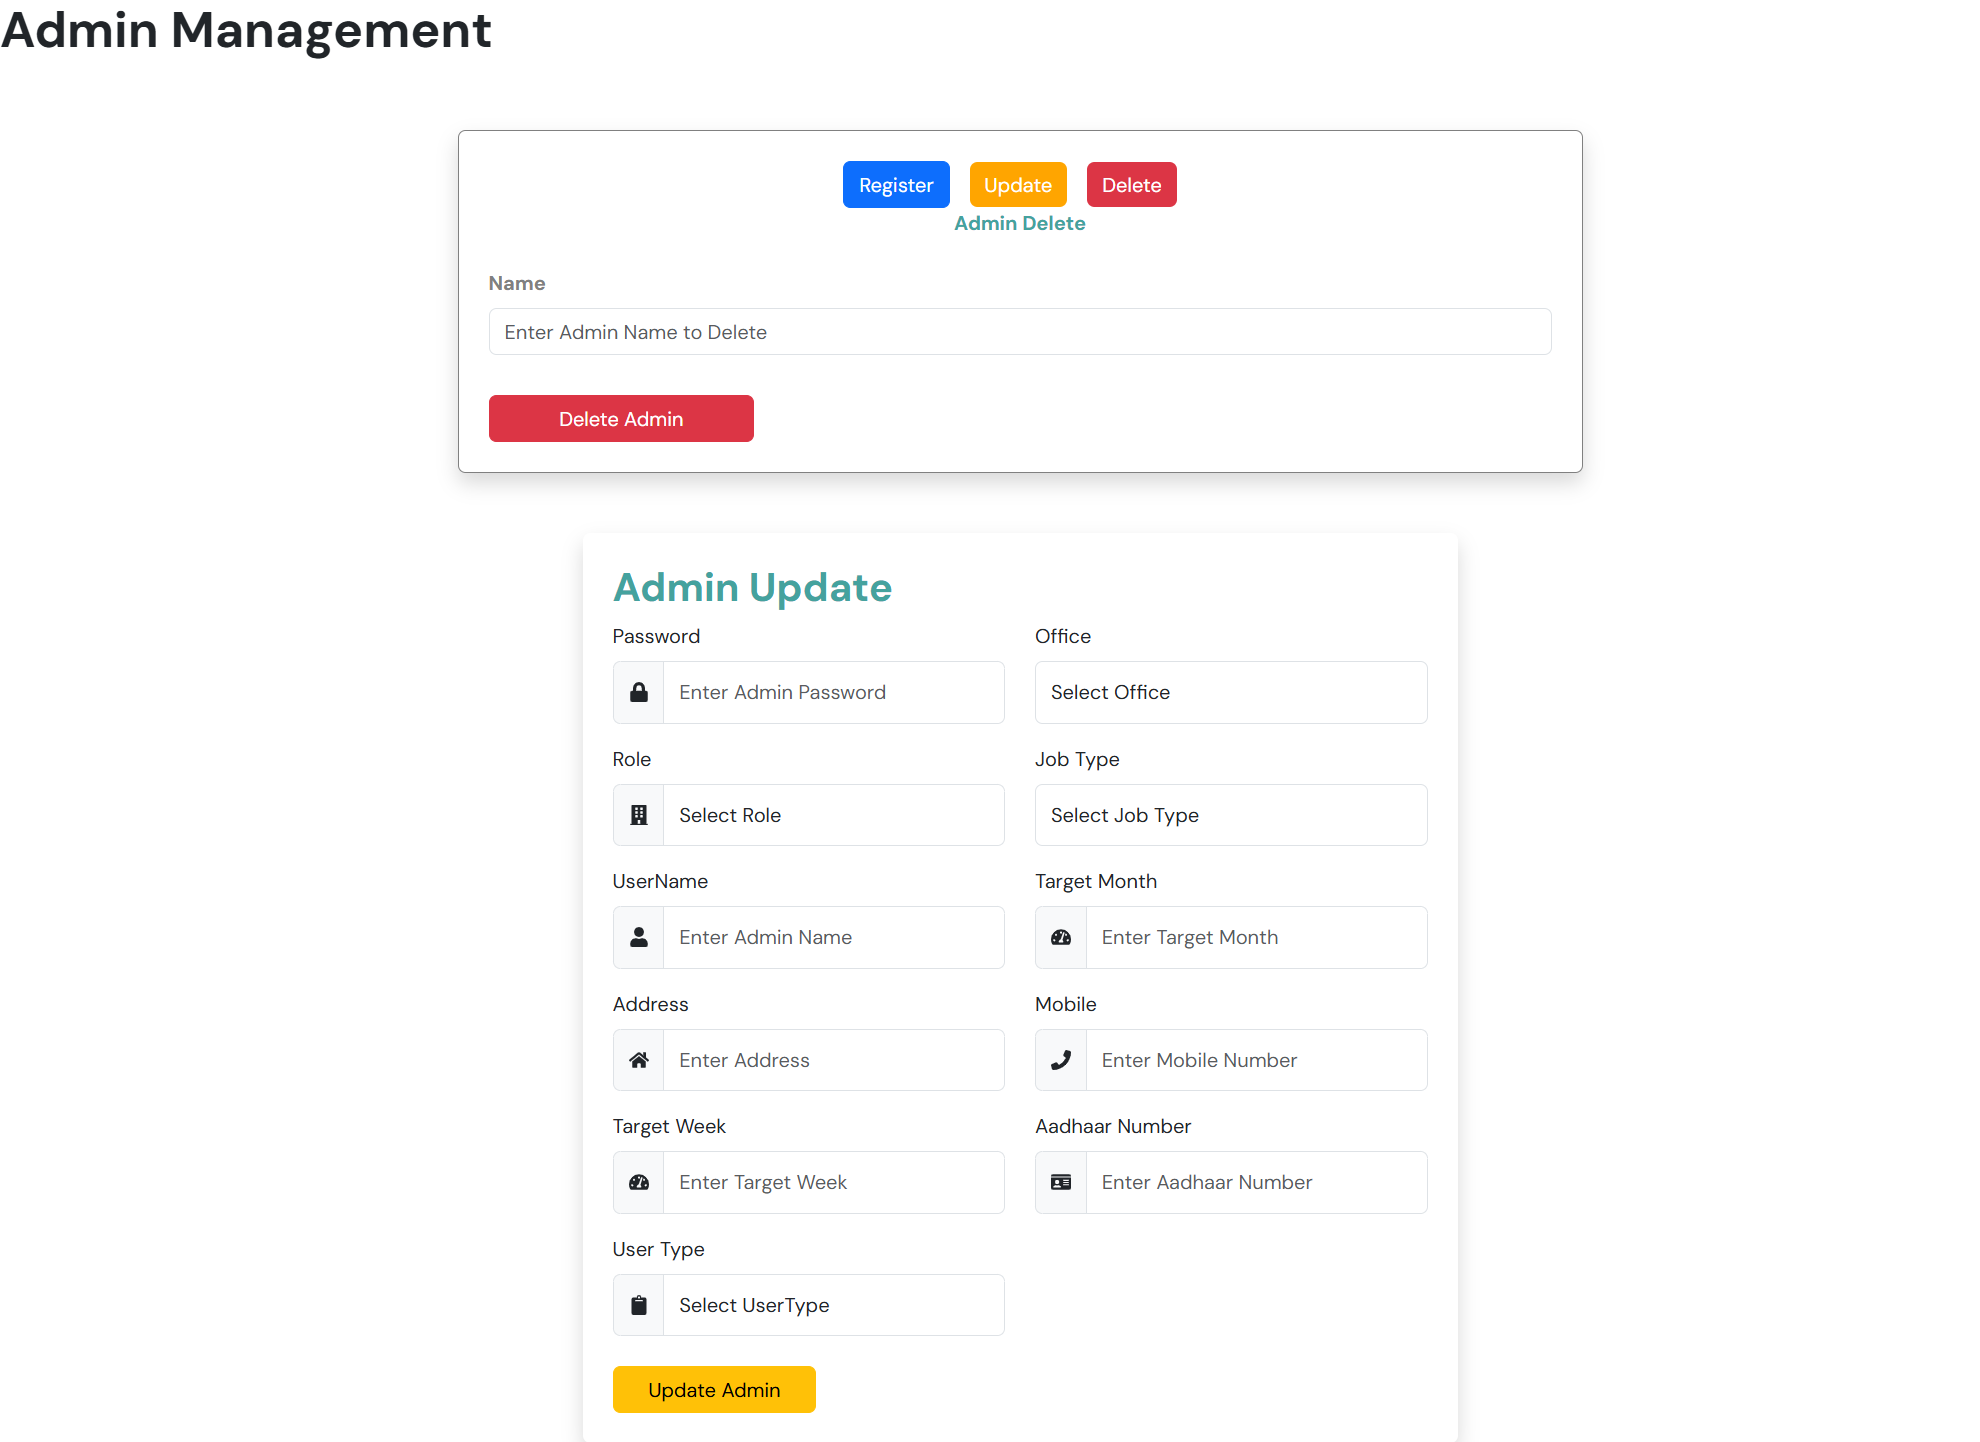 Admin Management
Register Update Delete
Admin Delete
Name
Enter Admin Name to Delete
Delete Admin
Admin Update
Password Office
Enter Admin Password Select Office
Role Job Type
Select Role Select Job Type
UserName Target Month
Enter Admin Name Enter Target Month
Address Mobile
Enter Address Enter Mobile Number
Target Week Aadhaar Number
Enter Target Week Enter Aadhaar Number
User Type
Select UserType
Update Admin